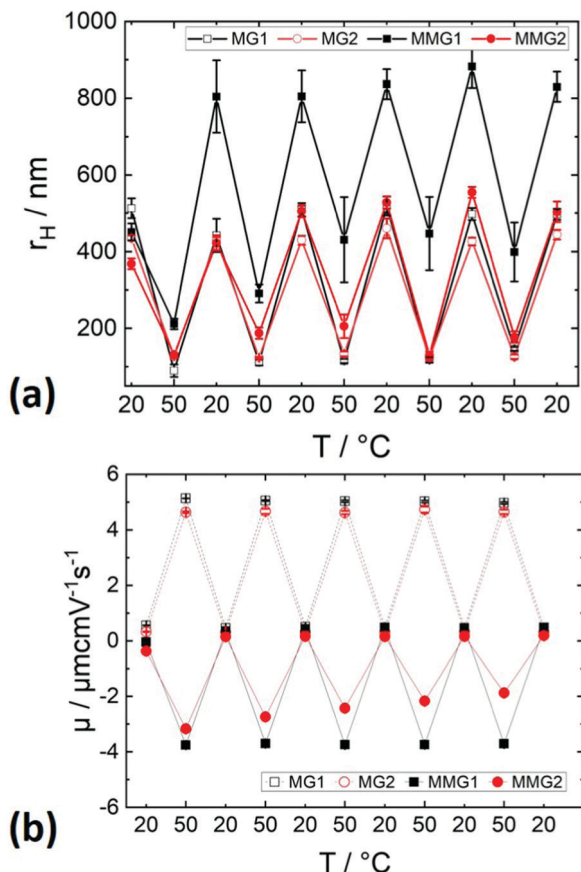 MG1 MG2 MMG1 MMG2
1000
800
600
400
200
r_H / nm
20 50 20 50 20 50 20 50 20 50 20
T / °C
(a)
6
4
2
0
-2
-4
-6
µ / µmcmV⁻¹s⁻¹
MG1 MG2 MMG1 MMG2
20 50 20 50 20 50 20 50 20 50 20
T / °C
(b)